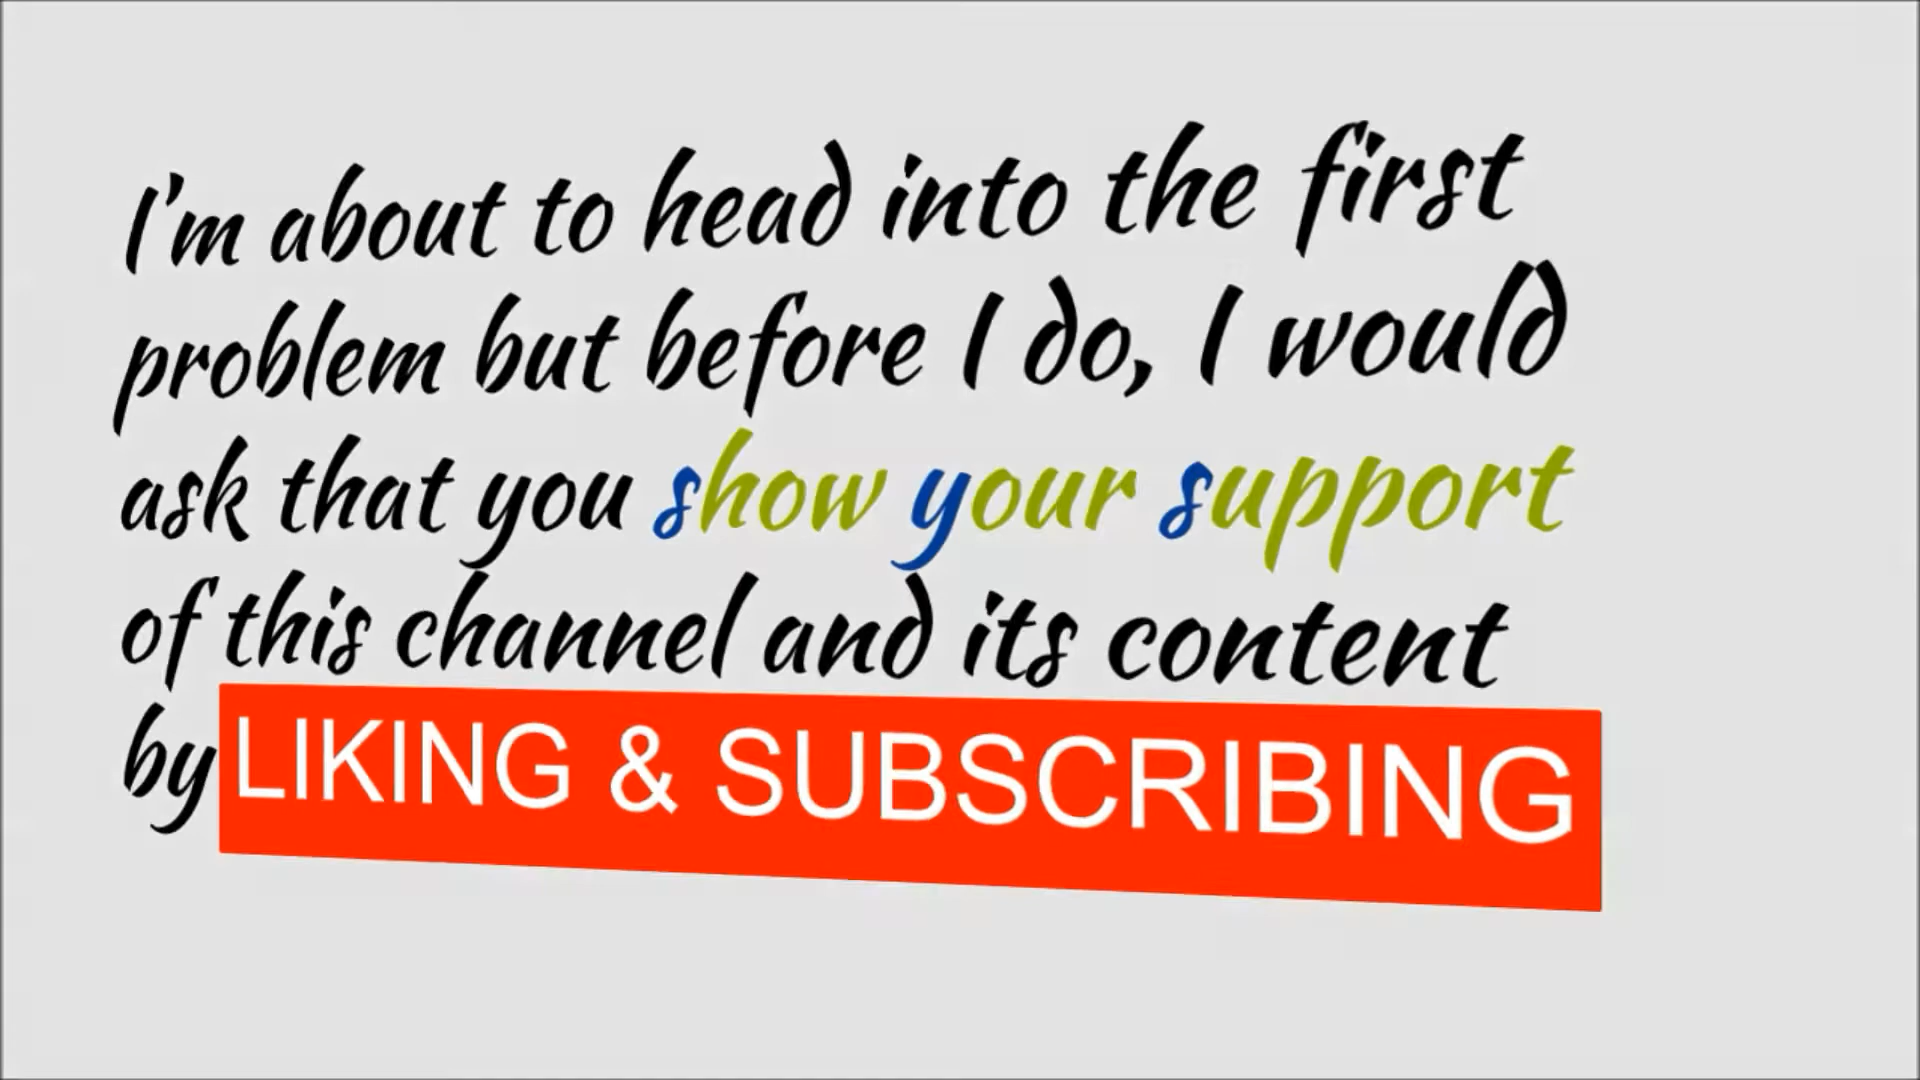 I'm about to head into the first
problem but before I do, I would
ask that you show your support
of this channel and its content
by LIKING & SUBSCRIBING